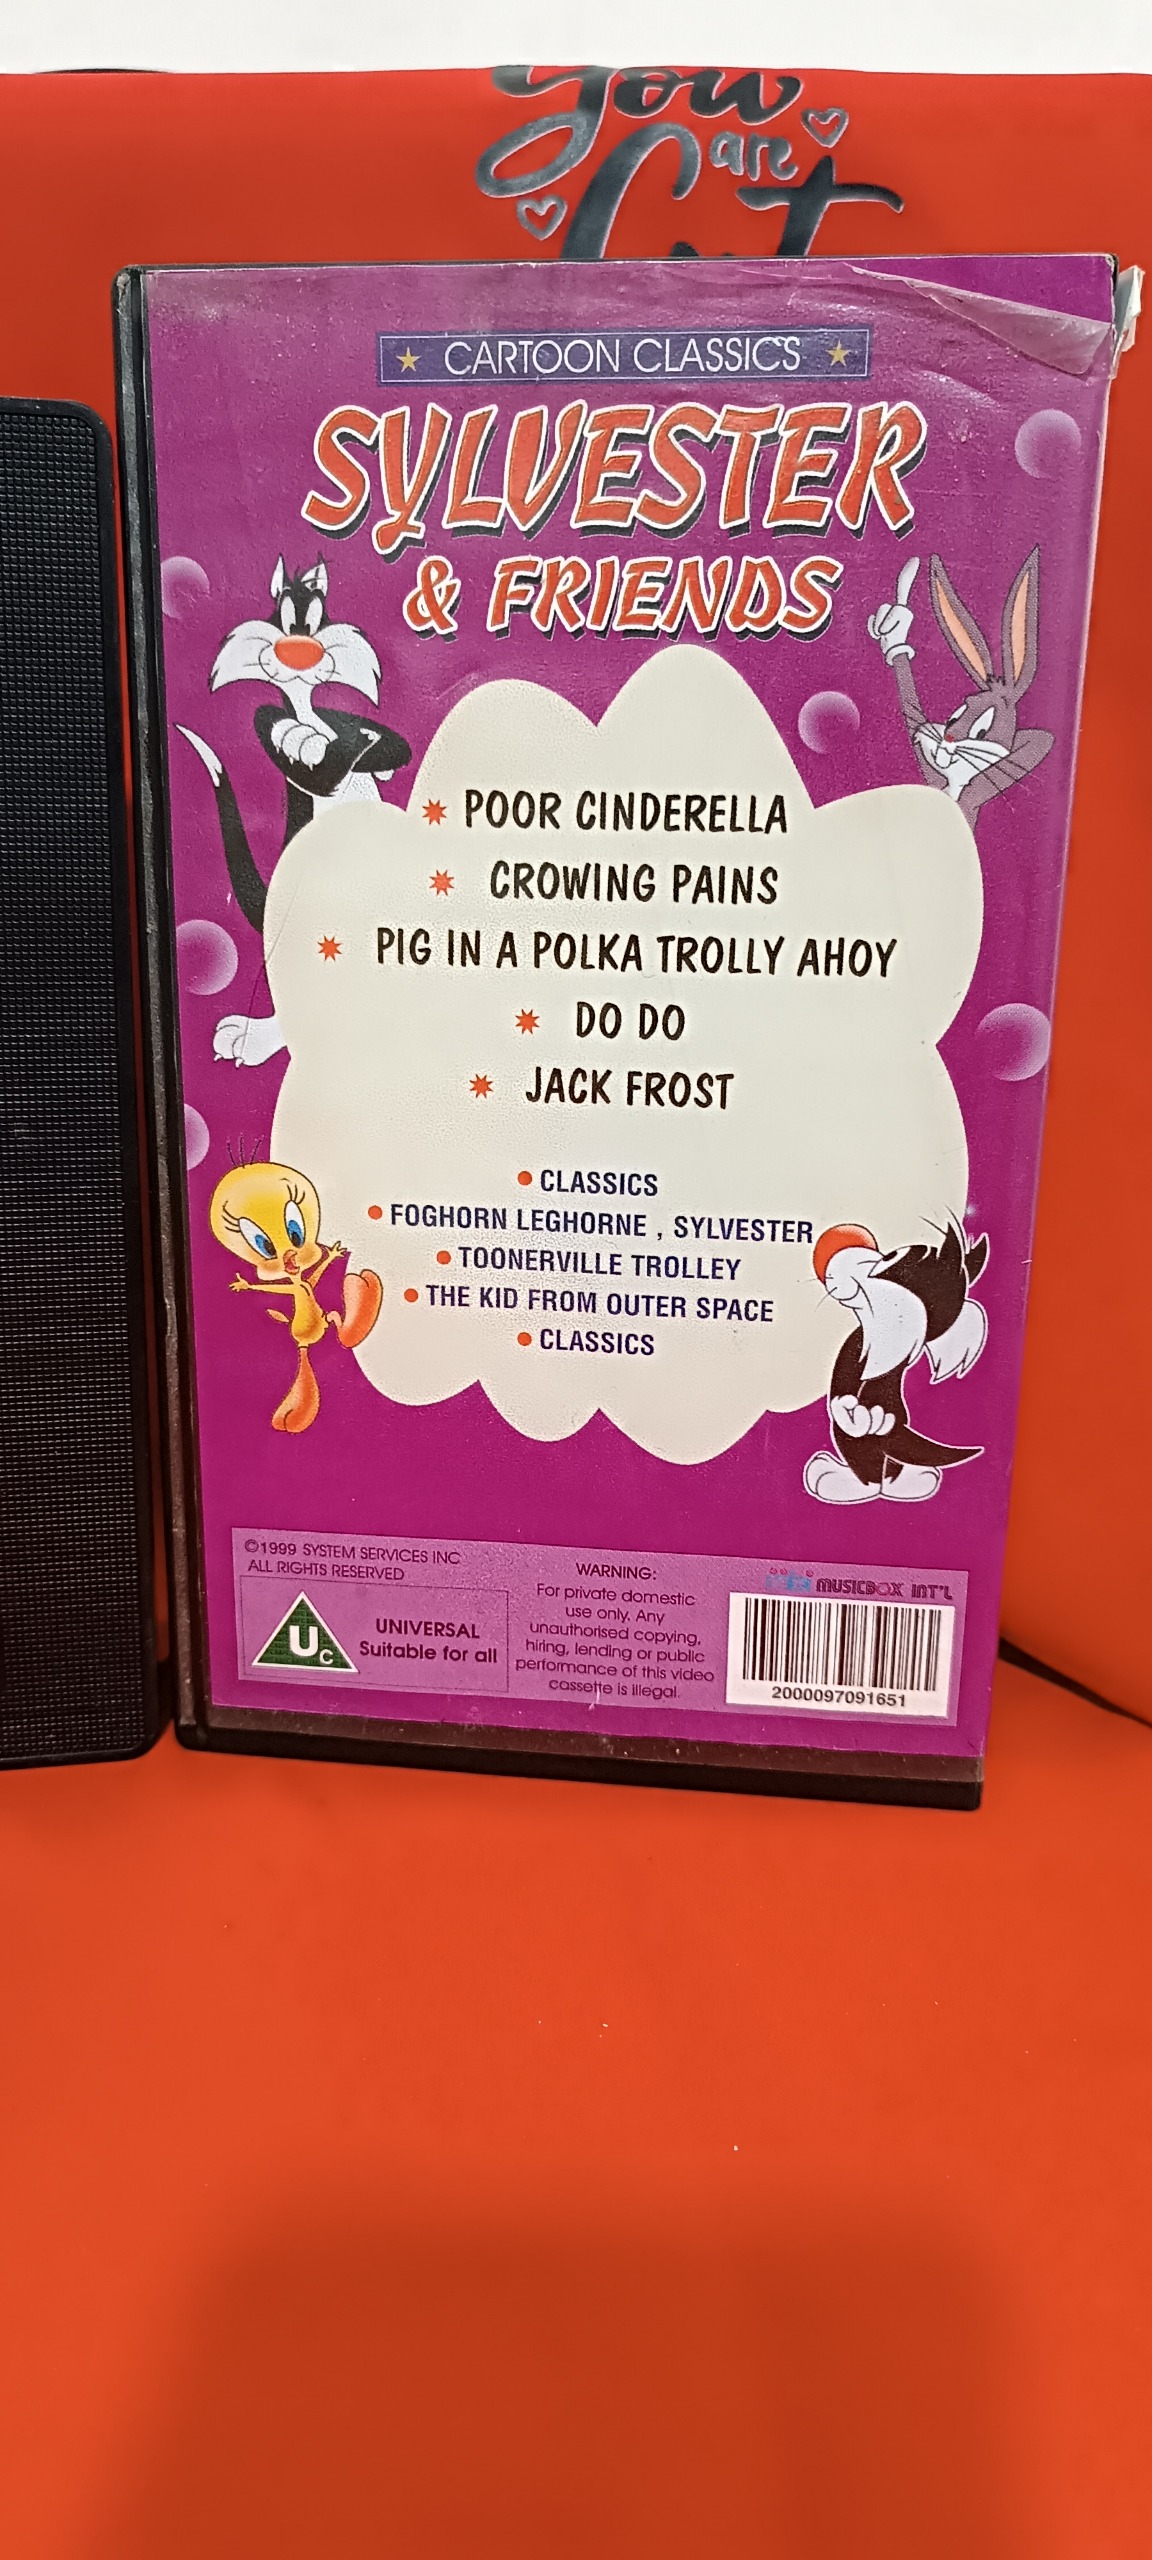 You
are
★ CARTOON CLASSICS ★
SYLVESTER
& FRIENDS
POOR CINDERELLA
CROWING PAINS
PIG IN A POLKA TROLLY AHOY
DO DO
JACK FROST
• CLASSICS
• FOGHORN LEGHORNE , SYLVESTER
• TOONERVILLE TROLLEY
• THE KID FROM OUTER SPACE
• CLASSICS
©1999 SYSTEM SERVICES INC
ALL RIGHTS RESERVED
Uc
UNIVERSAL
Suitable for all
WARNING:
For private domestic
use only. Any
unauthorised copying,
hiring, lending or public
performance of this video
cassette is illegal.
MUSICBOX INT'L
2000097091651